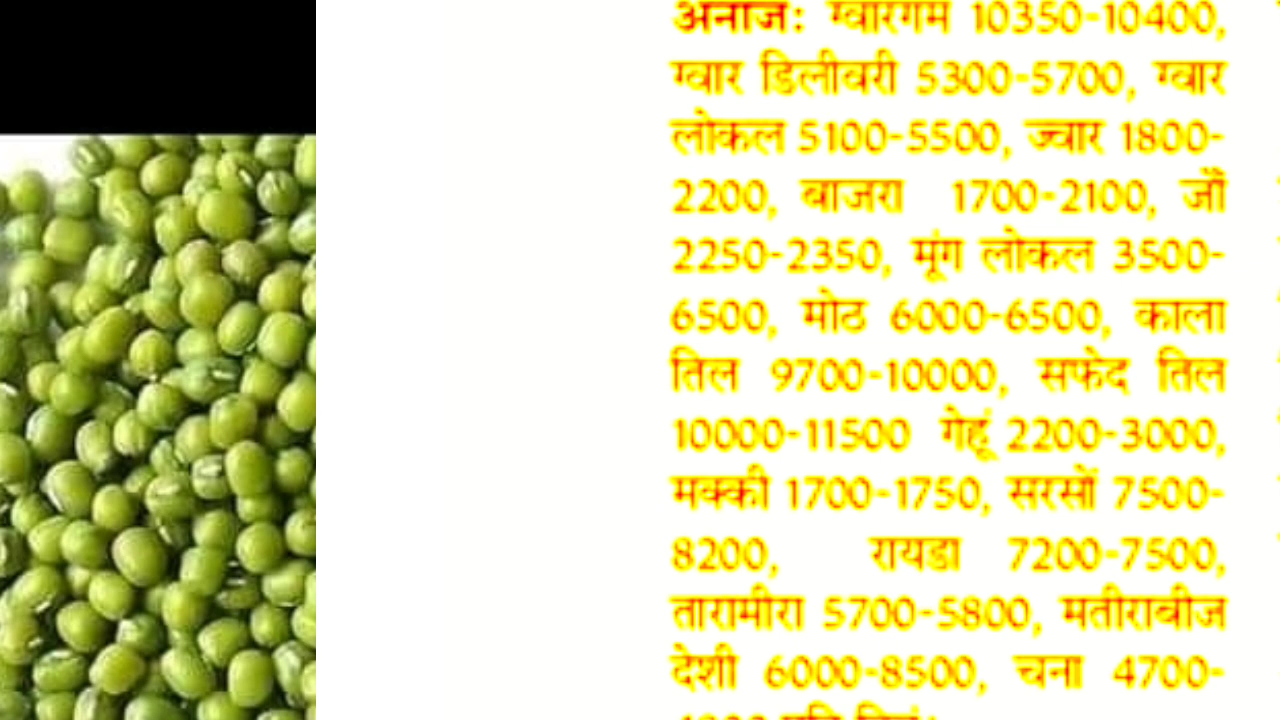 अनाज: ग्वारगम 10350-10400,
ग्वार डिलीवरी 5300-5700, ग्वार
लोकल 5100-5500, ज्वार 1800-
2200, बाजरा 1700-2100, जौ
2250-2350, मूंग लोकल 3500-
6500, मोठ 6000-6500, काला
तिल 9700-10000, सफेद तिल
10000-11500 गेहूं 2200-3000,
मक्की 1700-1750, सरसों 7500-
8200, रायडा 7200-7500,
तारामीरा 5700-5800, मतीराबीज
देशी 6000-8500, चना 4700-